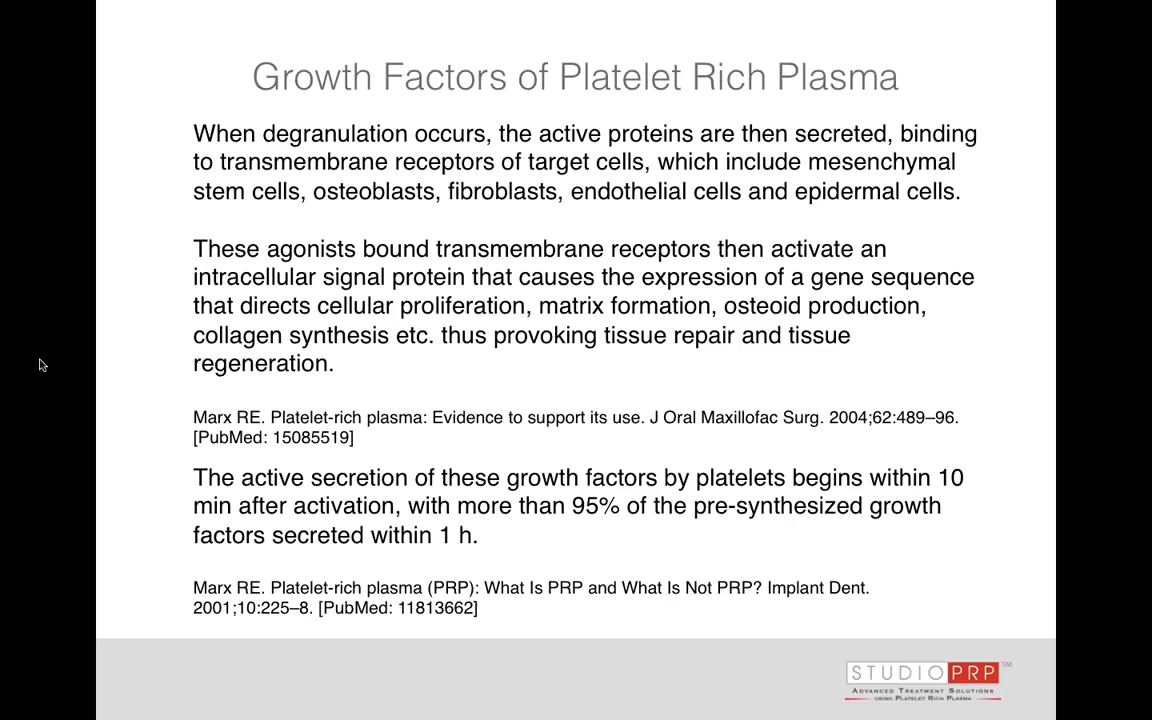 Growth Factors of Platelet Rich Plasma
When degranulation occurs, the active proteins are then secreted, binding
to transmembrane receptors of target cells, which include mesenchymal
stem cells, osteoblasts, fibroblasts, endothelial cells and epidermal cells.
These agonists bound transmembrane receptors then activate an
intracellular signal protein that causes the expression of a gene sequence
that directs cellular proliferation, matrix formation, osteoid production,
collagen synthesis etc. thus provoking tissue repair and tissue
regeneration.
Marx RE. Platelet-rich plasma: Evidence to support its use. J Oral Maxillofac Surg. 2004;62:489–96.
[PubMed: 15085519]
The active secretion of these growth factors by platelets begins within 10
min after activation, with more than 95% of the pre-synthesized growth
factors secreted within 1 h.
Marx RE. Platelet-rich plasma (PRP): What Is PRP and What Is Not PRP? Implant Dent.
2001;10:225–8. [PubMed: 11813662]
STUDIO PRP™
ADVANCED TREATMENT SOLUTIONS
USING PLATELET RICH PLASMA